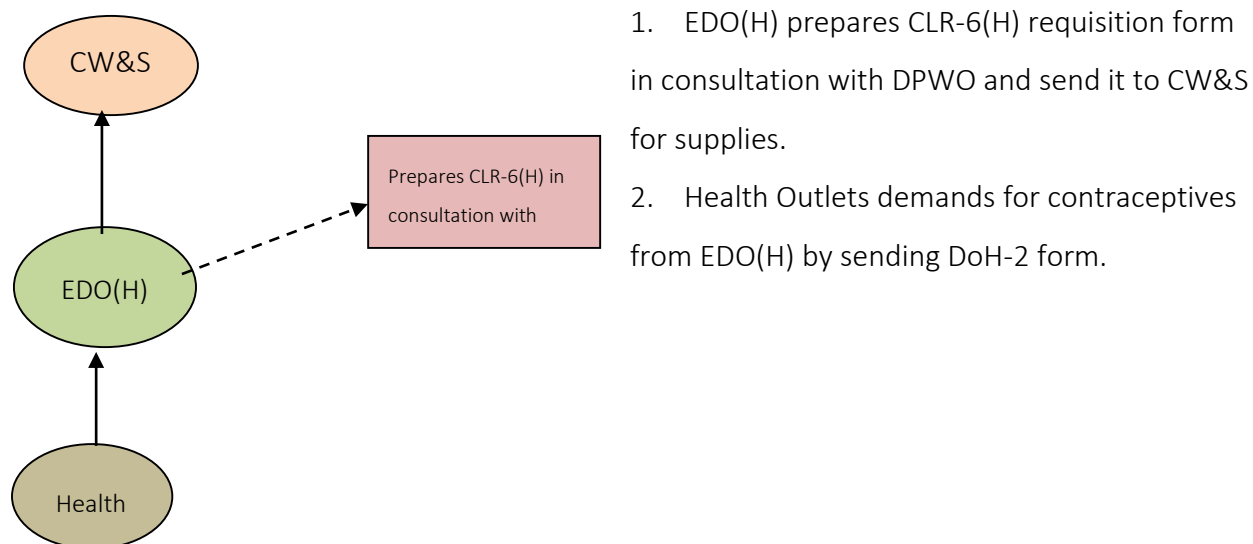 CW&S
Prepares CLR-6(H) in
consultation with
EDO(H)
Health
1. EDO(H) prepares CLR-6(H) requisition form
in consultation with DPWO and send it to CW&S
for supplies.
2. Health Outlets demands for contraceptives
from EDO(H) by sending DoH-2 form.